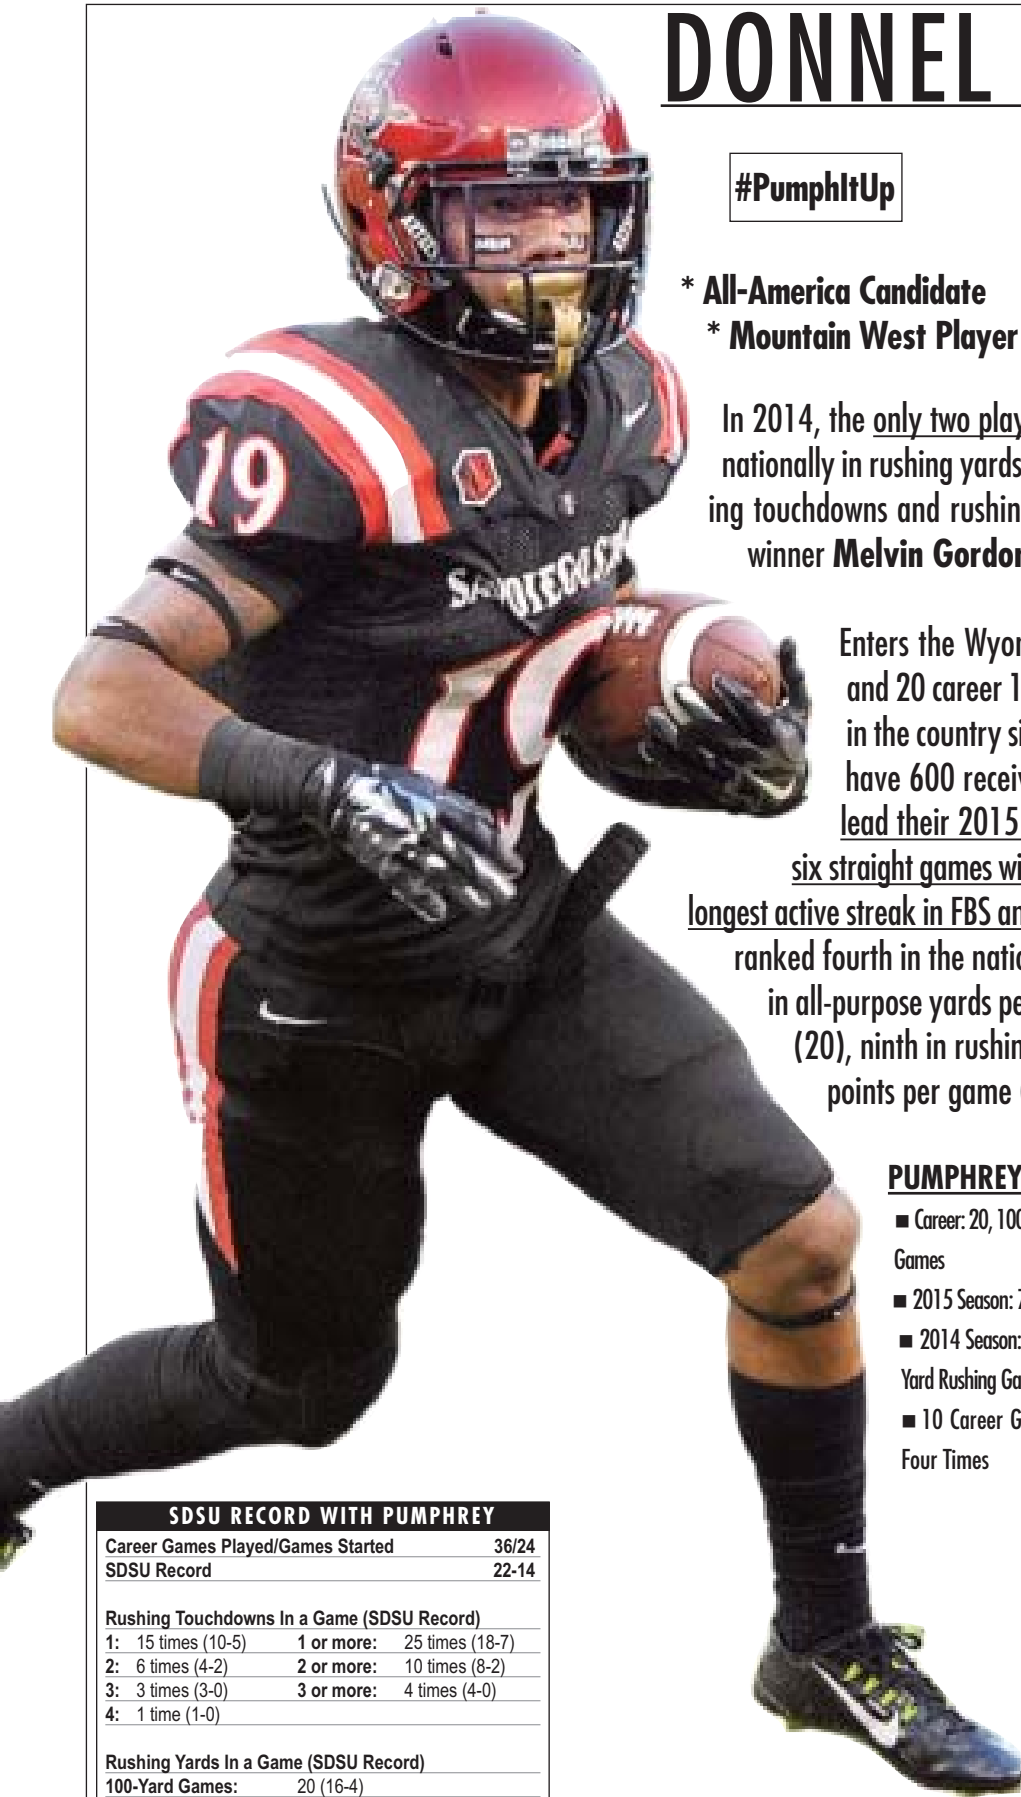 DONNEL
#PumphItUp
* All-America Candidate
* Mountain West Player
In 2014, the only two play
nationally in rushing yards
ing touchdowns and rushin
winner Melvin Gordon
Enters the Wyor
and 20 career 1
in the country si
have 600 receiv
lead their 2015
six straight games wi
longest active streak in FBS an
ranked fourth in the natio
in all-purpose yards pe
(20), ninth in rushin
points per game
19
PUMPHREY
■ Career: 20, 100
Games
■ 2015 Season: 7
■ 2014 Season:
Yard Rushing Ga
■ 10 Career G
Four Times
SDSU RECORD WITH PUMPHREY
Career Games Played/Games Started 36/24
SDSU Record 22-14
Rushing Touchdowns In a Game (SDSU Record)
1: 15 times (10-5) 1 or more: 25 times (18-7)
2: 6 times (4-2) 2 or more: 10 times (8-2)
3: 3 times (3-0) 3 or more: 4 times (4-0)
4: 1 time (1-0)
Rushing Yards In a Game (SDSU Record)
100-Yard Games: 20 (16-4)